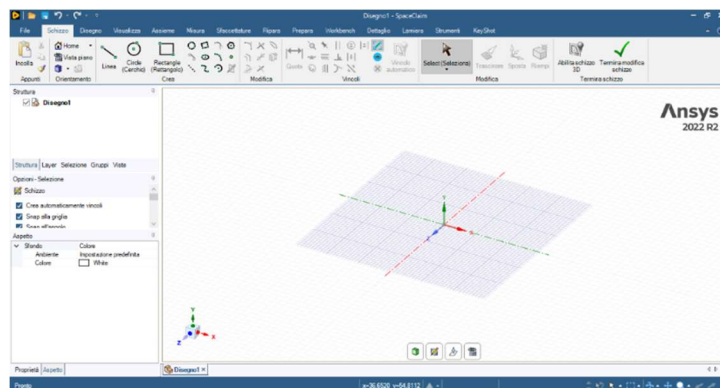 Disegno1 - SpaceClaim
File Schizzo Disegno Visualizza Assieme Misura Sfaccettature Ripara Prepara Workbench Dettaglio Lamiera Strumenti KeyShot
Incolla
Home
Vista piano
Linea
Circle (Cerchio)
Rectangle (Rettangolo)
Quote
Vincolo automatico
Select (Seleziona)
Sposta
Riempi
Abilita schizzo 3D
Termina modifica schizzo
Appunti Orientamento Crea Modifica Vincoli Modifica Termina schizzo
Struttura
Disegno1
Ansys
2022 R2
Struttura Layer Selezione Gruppi Viste
Opzioni - Selezione
Schizzo
Crea automaticamente vincoli
Snap alla griglia
Snap all'angolo
Aspetto
Sfondo Colore
Ambiente Impostazione predefinita
Colore White
Y
X
Z
Y
X
Z
Proprietà Aspetto
Disegno1
Pronto